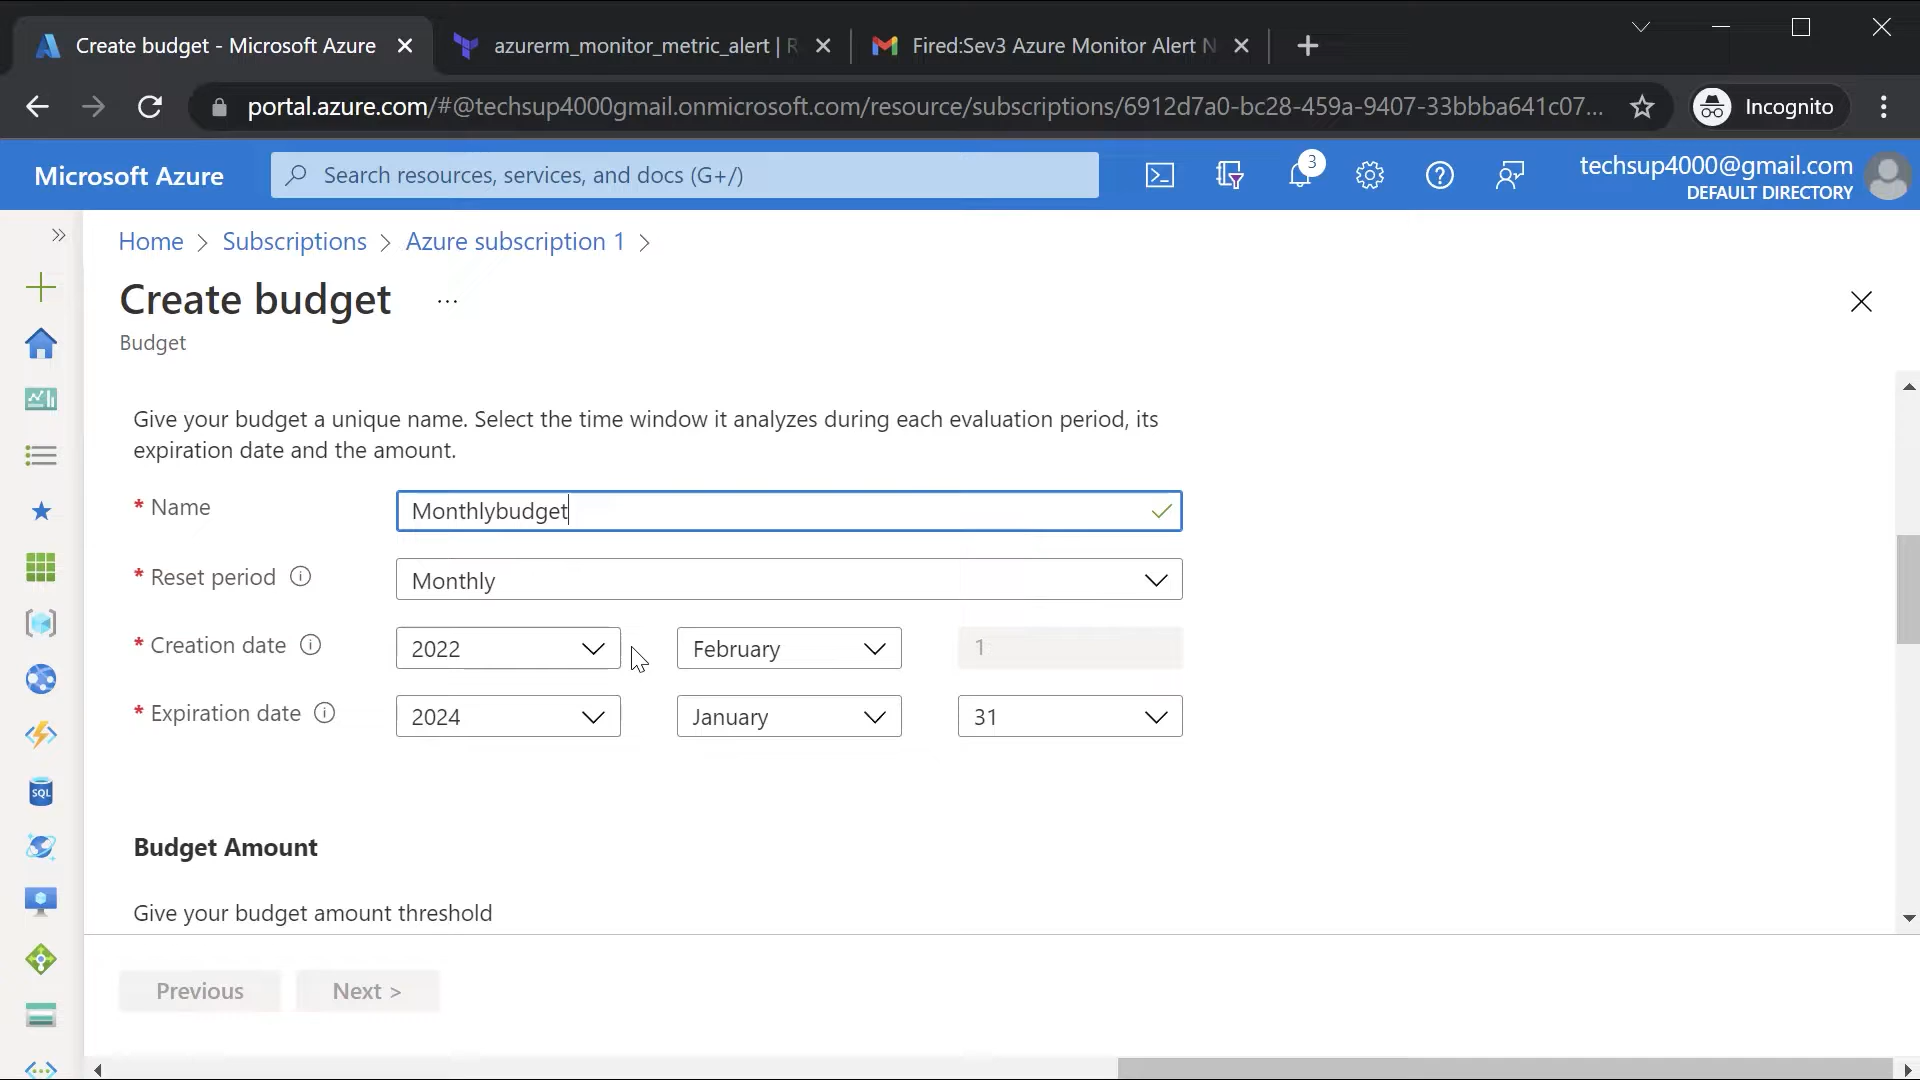 Create budget - Microsoft Azure
azurerm_monitor_metric_alert | R
Fired:Sev3 Azure Monitor Alert N
portal.azure.com/#@techsup4000gmail.onmicrosoft.com/resource/subscriptions/6912d7a0-bc28-459a-9407-33bbba641c07...
Incognito
Microsoft Azure
Search resources, services, and docs (G+/)
3
techsup4000@gmail.com
DEFAULT DIRECTORY
Home > Subscriptions > Azure subscription 1 >
Create budget ...
Budget
Give your budget a unique name. Select the time window it analyzes during each evaluation period, its
expiration date and the amount.
* Name
Monthlybudget
* Reset period
Monthly
* Creation date
2022
February
1
* Expiration date
2024
January
31
Budget Amount
Give your budget amount threshold
Previous
Next >
SQL